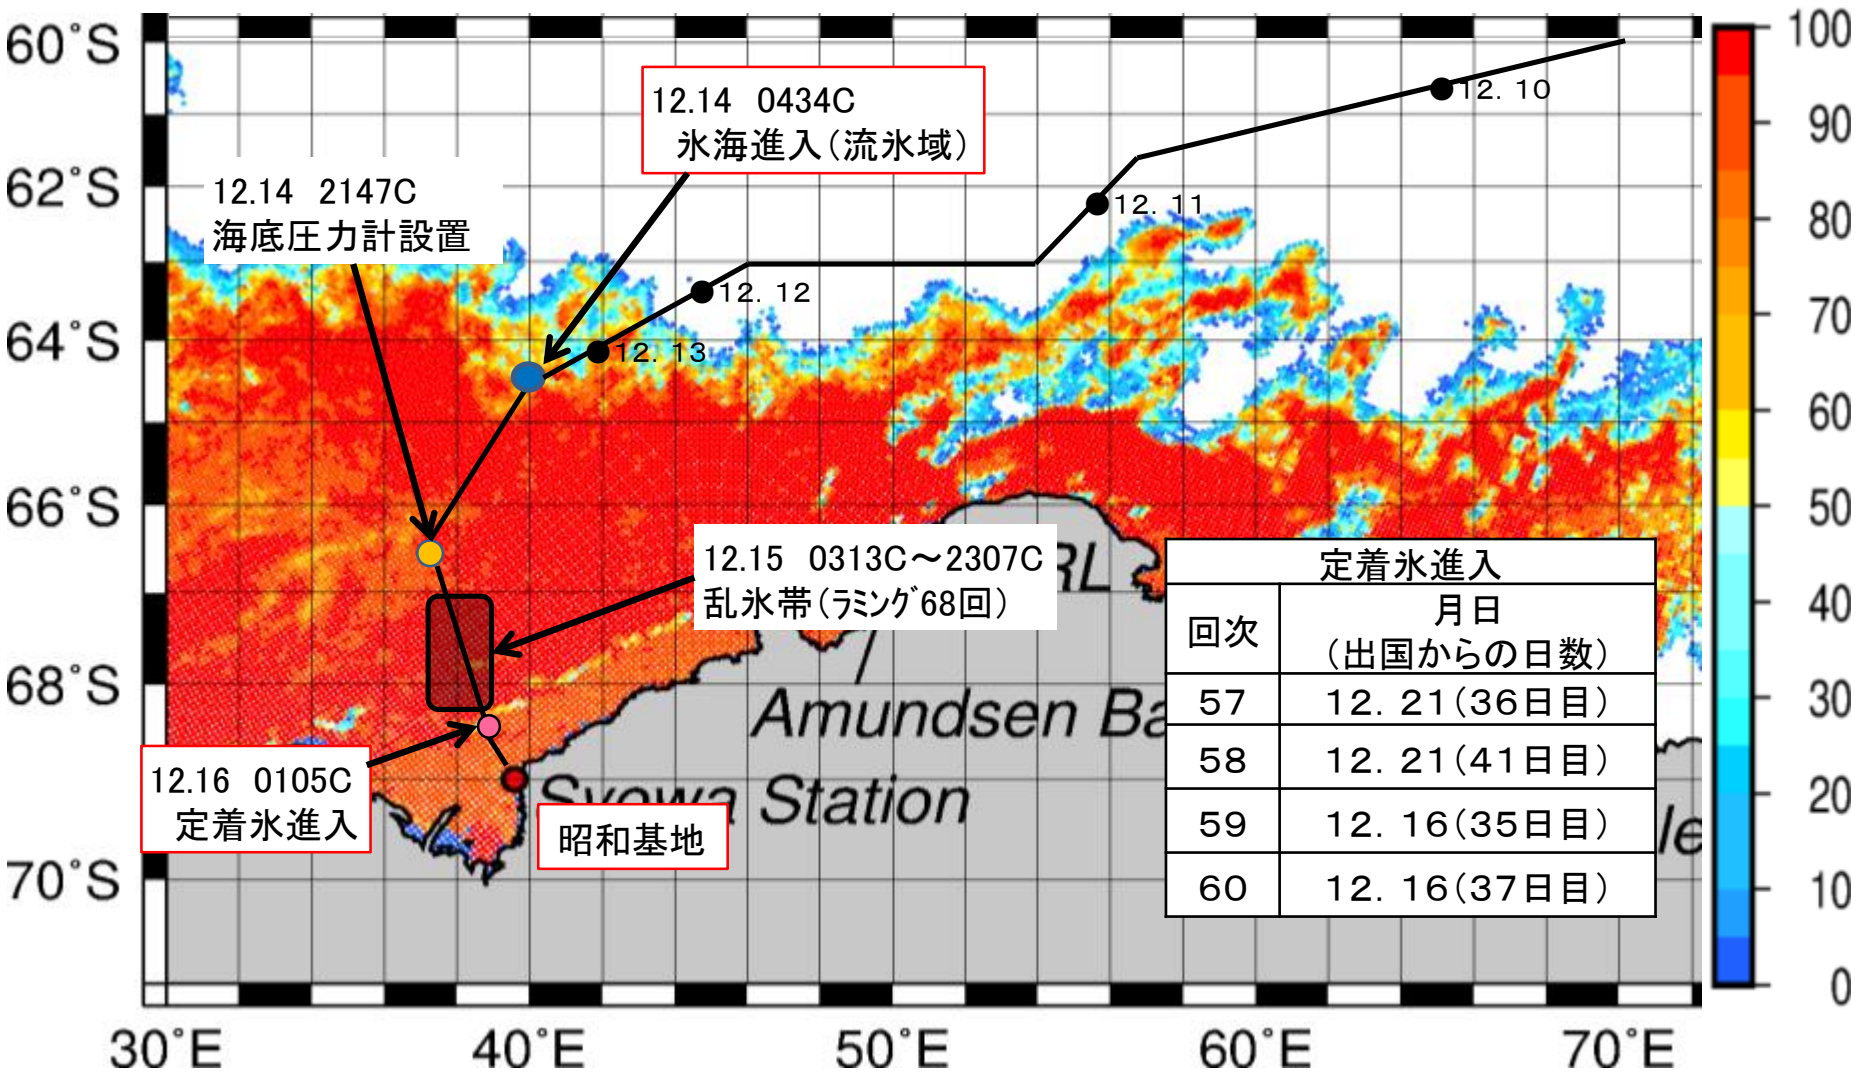 60°S
62°S
64°S
66°S
68°S
70°S
30°E
40°E
50°E
60°E
70°E
100
90
80
70
60
50
40
30
20
10
0
12.14 0434C
氷海進入(流氷域)
12.14 2147C
海底圧力計設置
12.10
12.11
12.12
12.13
12.15 0313C～2307C
乱氷帯(ﾗﾐﾝｸﾞ68回)
RL
Amundsen Ba
Syowa Station
12.16 0105C
定着氷進入
昭和基地
定着氷進入
回次 月日
(出国からの日数)
57 12.21(36日目)
58 12.21(41日目)
59 12.16(35日目)
60 12.16(37日目)
le